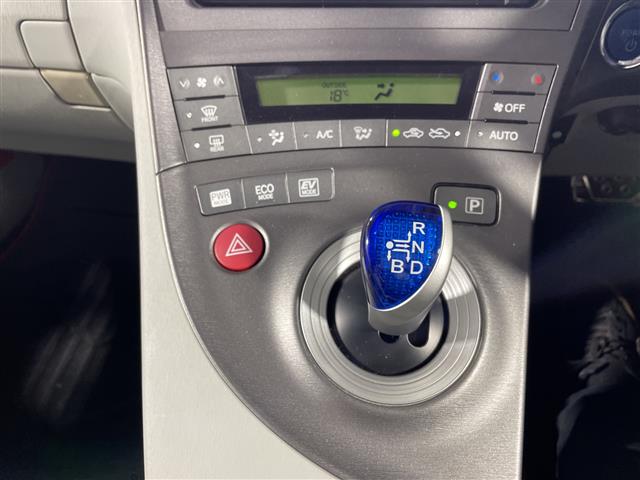 OUTSIDE
18°C
FRONT
OFF
REAR
A/C
AUTO
PWR MODE
ECO MODE
EV MODE
P
R
N
B D